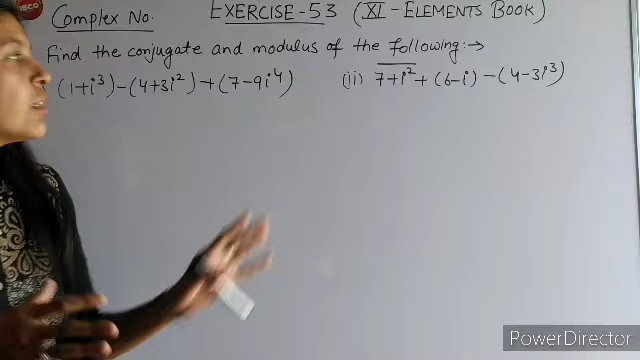 Complex No. EXERCISE-53 (XI - ELEMENTS BOOK)
Find the conjugate and modulus of the following:→
(1+i³)-(4+3i²)+(7-9i⁴) (ii) 7+i²+(6-i)-(4-3i³)
PowerDirector